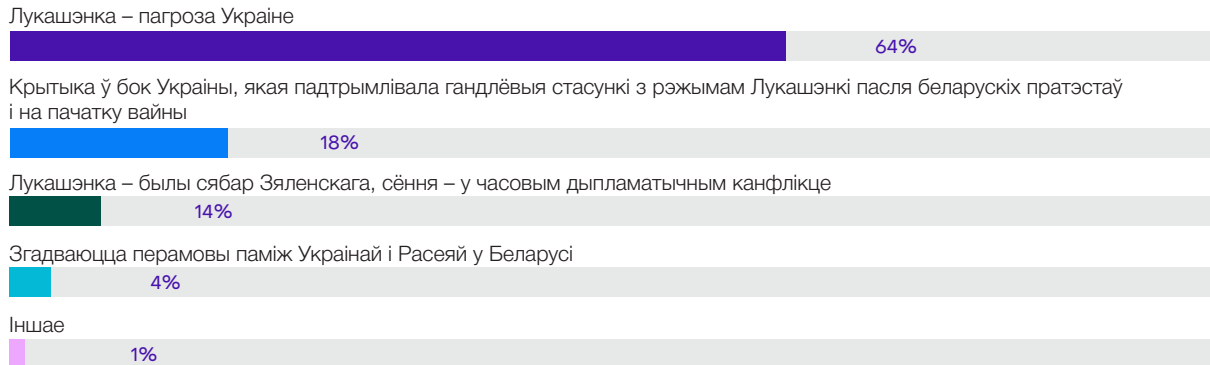 Лукашэнка – пагроза Украіне
64%
Крытыка ў бок Украіны, якая падтрымлівала гандлёвыя стасункі з рэжымам Лукашэнкі пасля беларускіх пратэстаў
і на пачатку вайны
18%
Лукашэнка – былы сябар Зяленскага, сёння – у часовым дыпламатычным канфлікце
14%
Згадваюцца перамовы паміж Украінай і Расеяй у Беларусі
4%
Іншае
1%